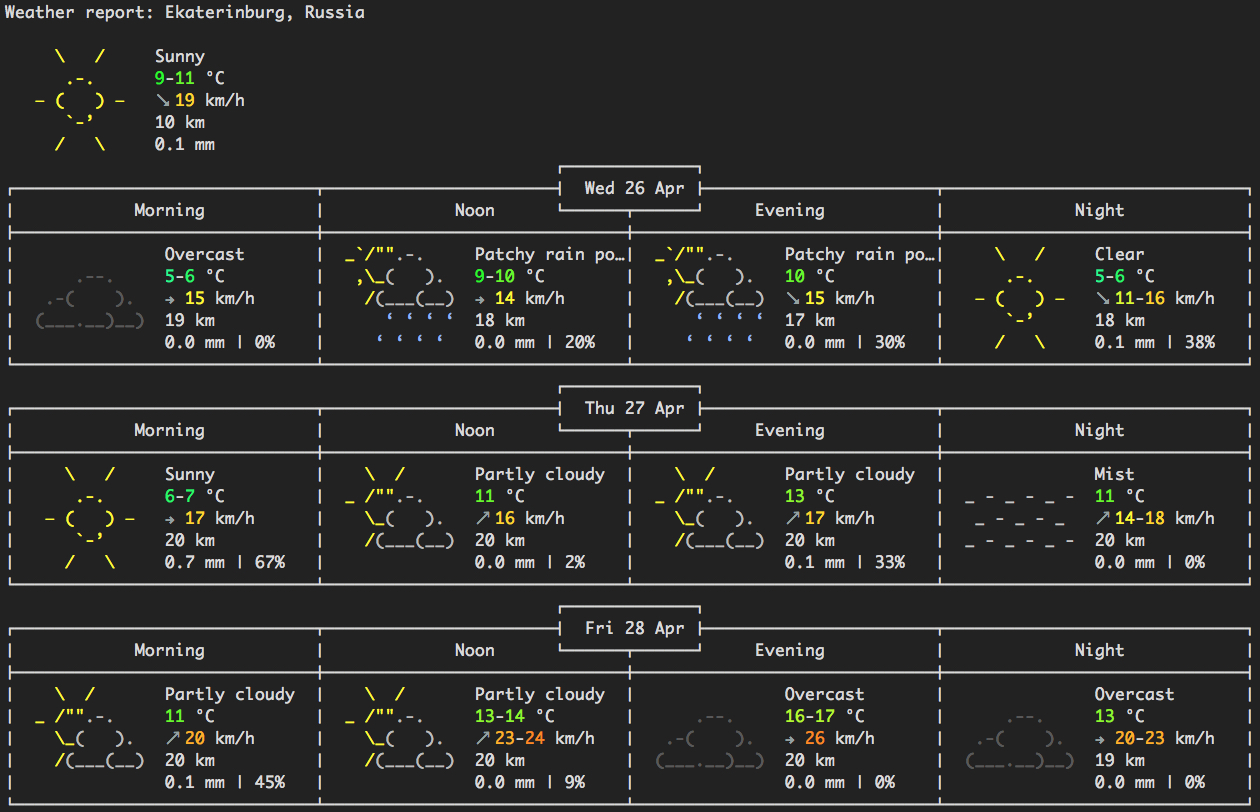 Weather report: Ekaterinburg, Russia
Sunny
9-11 °C
↘ 19 km/h
10 km
0.1 mm
Wed 26 Apr
Morning Noon Evening Night
Overcast Patchy rain po… Patchy rain po… Clear
5-6 °C 9-10 °C 10 °C 5-6 °C
→ 15 km/h → 14 km/h ↘ 15 km/h ↘ 11-16 km/h
19 km 18 km 17 km 18 km
0.0 mm | 0% 0.0 mm | 20% 0.0 mm | 30% 0.1 mm | 38%
Thu 27 Apr
Morning Noon Evening Night
Sunny Partly cloudy Partly cloudy Mist
6-7 °C 11 °C 13 °C 11 °C
→ 17 km/h ↗ 16 km/h ↗ 17 km/h ↗ 14-18 km/h
20 km 20 km 20 km 20 km
0.7 mm | 67% 0.0 mm | 2% 0.1 mm | 33% 0.0 mm | 0%
Fri 28 Apr
Morning Noon Evening Night
Partly cloudy Partly cloudy Overcast Overcast
11 °C 13-14 °C 16-17 °C 13 °C
↗ 20 km/h ↗ 23-24 km/h → 26 km/h → 20-23 km/h
20 km 20 km 20 km 19 km
0.1 mm | 45% 0.0 mm | 9% 0.0 mm | 0% 0.0 mm | 0%